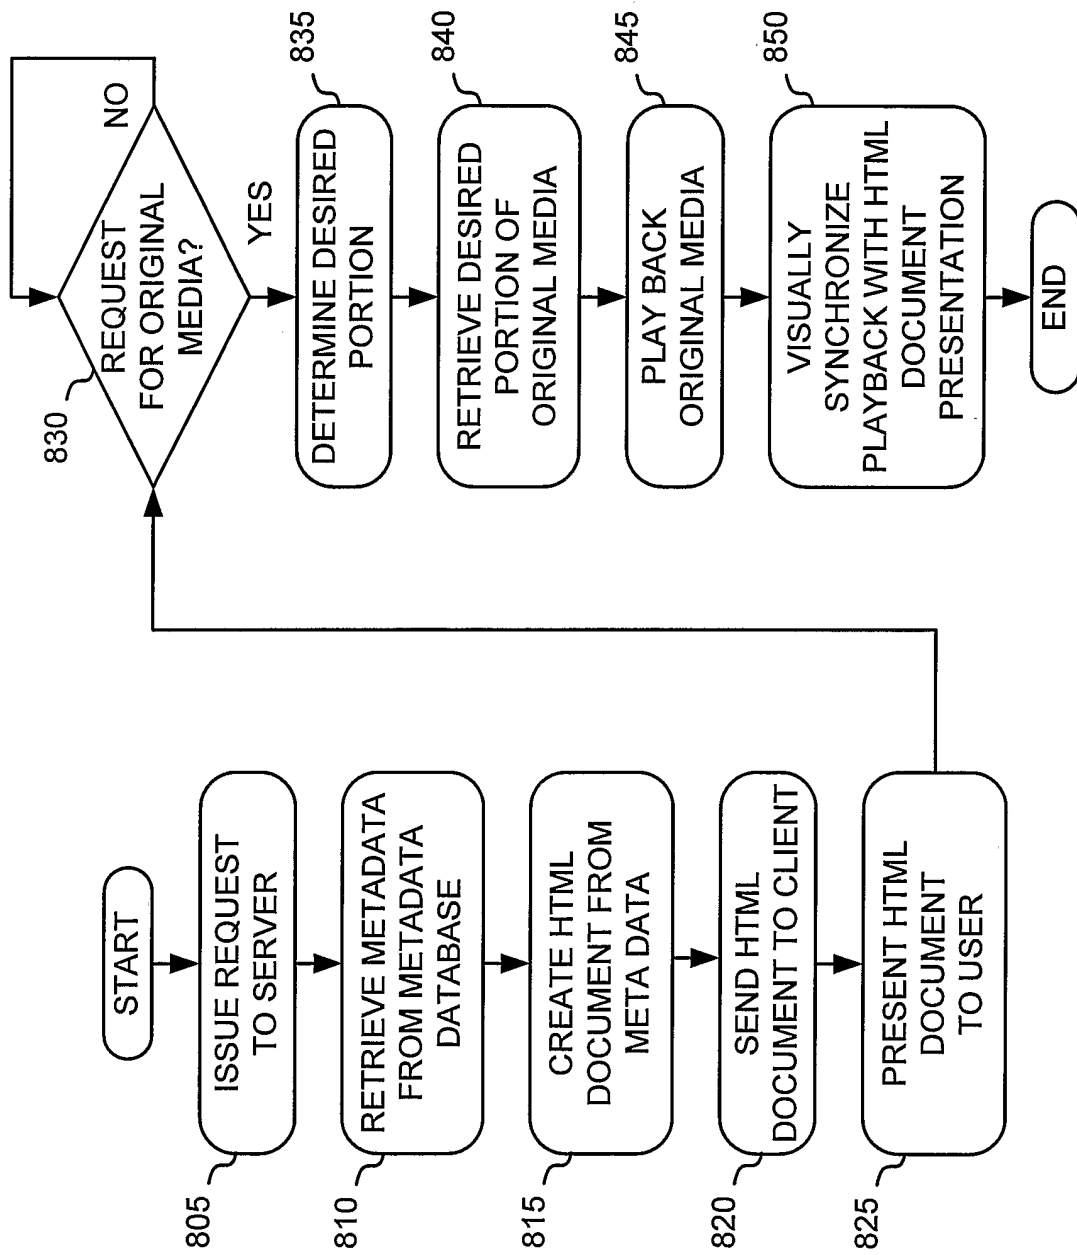 START
ISSUE REQUEST
TO SERVER
805
RETRIEVE METADATA
FROM METADATA
DATABASE
810
CREATE HTML
DOCUMENT FROM
META DATA
815
SEND HTML
DOCUMENT TO CLIENT
820
PRESENT HTML
DOCUMENT
TO USER
825
830
REQUEST
FOR ORIGINAL
MEDIA?
NO
YES
DETERMINE DESIRED
PORTION
835
RETRIEVE DESIRED
PORTION OF
ORIGINAL MEDIA
840
PLAY BACK
ORIGINAL MEDIA
845
VISUALLY
SYNCHRONIZE
PLAYBACK WITH HTML
DOCUMENT
PRESENTATION
850
END